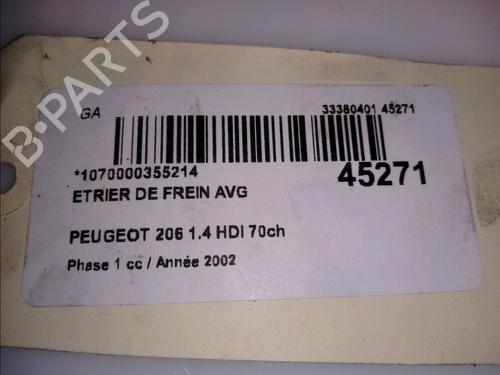 GA
33380401 45271
*1070000355214
45271
ETRIER DE FREIN AVG
PEUGEOT 206 1.4 HDI 70ch
Phase 1 cc / Année 2002
B-PARTS